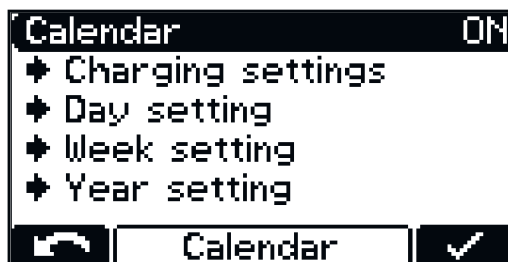 Calendar ON
Charging settings
Day setting
Week setting
Year setting
Calendar